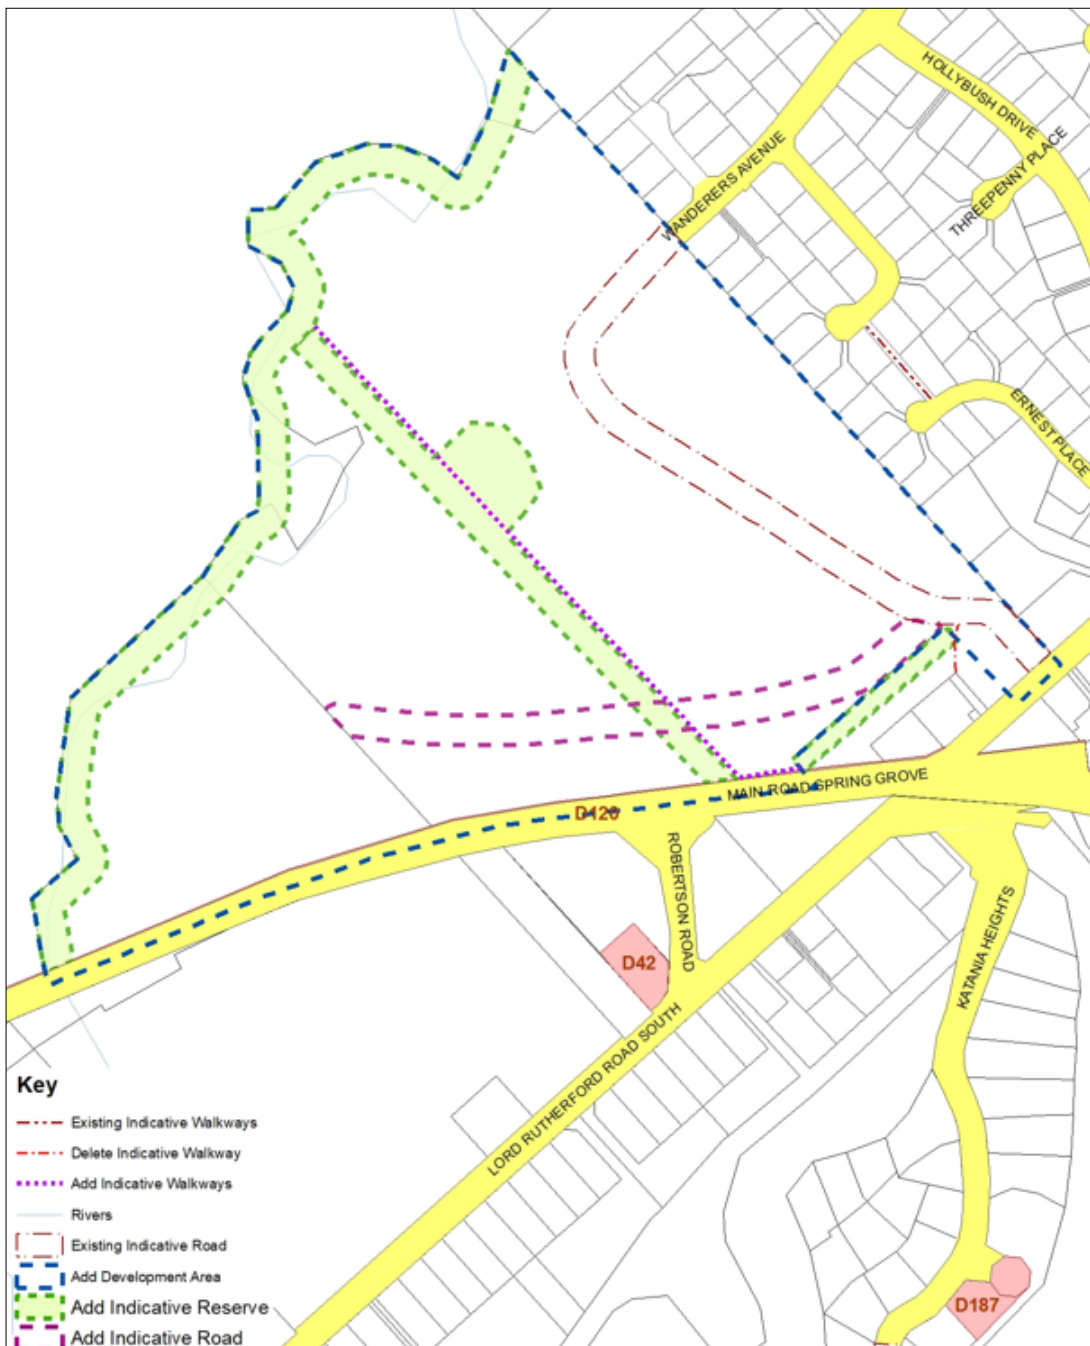 HOLLYBUSH DRIVE
THREEPENNY PLACE
WANDERERS AVENUE
ERNEST PLACE
MAIN ROAD SPRING GROVE
D120
ROBERTSON ROAD
D42
KATANIA HEIGHTS
LORD RUTHERFORD ROAD SOUTH
D187
Key
Existing Indicative Walkways
Delete Indicative Walkway
Add Indicative Walkways
Rivers
Existing Indicative Road
Add Development Area
Add Indicative Reserve
Add Indicative Road